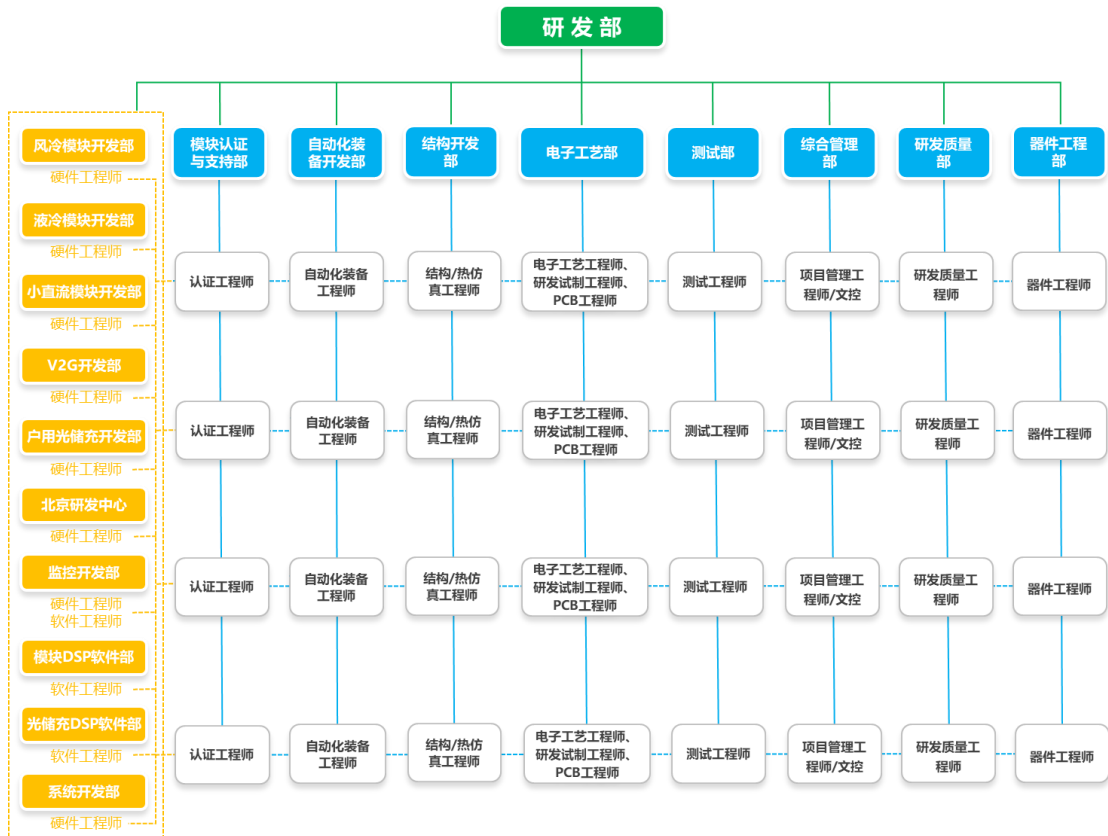 研发部
风冷模块开发部
硬件工程师
液冷模块开发部
硬件工程师
小直流模块开发部
硬件工程师
V2G开发部
硬件工程师
户用光储充开发部
硬件工程师
北京研发中心
硬件工程师
监控开发部
硬件工程师
软件工程师
模块DSP软件部
软件工程师
光储充DSP软件部
软件工程师
系统开发部
硬件工程师
模块认证
与支持部
自动化装
备开发部
结构开发
部
电子工艺部
测试部
综合管理
部
研发质量
部
器件工程
部
认证工程师
自动化装备
工程师
结构/热仿
真工程师
电子工艺工程师、
研发试制工程师、
PCB工程师
测试工程师
项目管理工
程师/文控
研发质量工
程师
器件工程师
认证工程师
自动化装备
工程师
结构/热仿
真工程师
电子工艺工程师、
研发试制工程师、
PCB工程师
测试工程师
项目管理工
程师/文控
研发质量工
程师
器件工程师
认证工程师
自动化装备
工程师
结构/热仿
真工程师
电子工艺工程师、
研发试制工程师、
PCB工程师
测试工程师
项目管理工
程师/文控
研发质量工
程师
器件工程师
认证工程师
自动化装备
工程师
结构/热仿
真工程师
电子工艺工程师、
研发试制工程师、
PCB工程师
测试工程师
项目管理工
程师/文控
研发质量工
程师
器件工程师